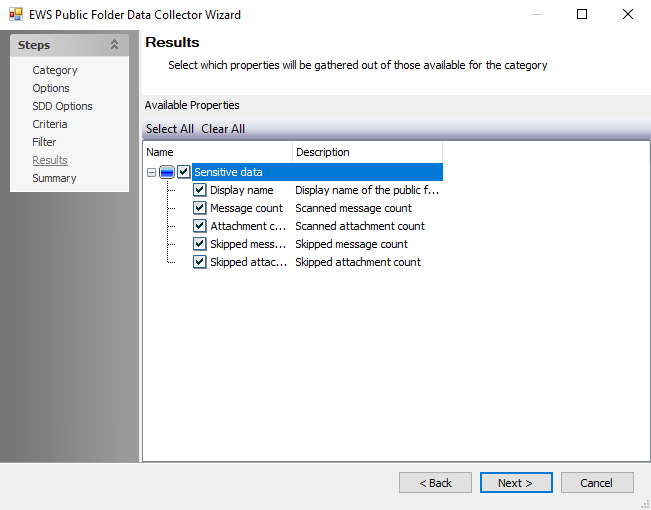 EWS Public Folder Data Collector Wizard
Steps
Category
Options
SDD Options
Criteria
Filter
Results
Summary
Results
Select which properties will be gathered out of those available for the category
Available Properties
Select All Clear All
Name Description
Sensitive data
Display name Display name of the public f...
Message count Scanned message count
Attachment c... Scanned attachment count
Skipped mess... Skipped message count
Skipped attac... Skipped attachment count
< Back Next > Cancel